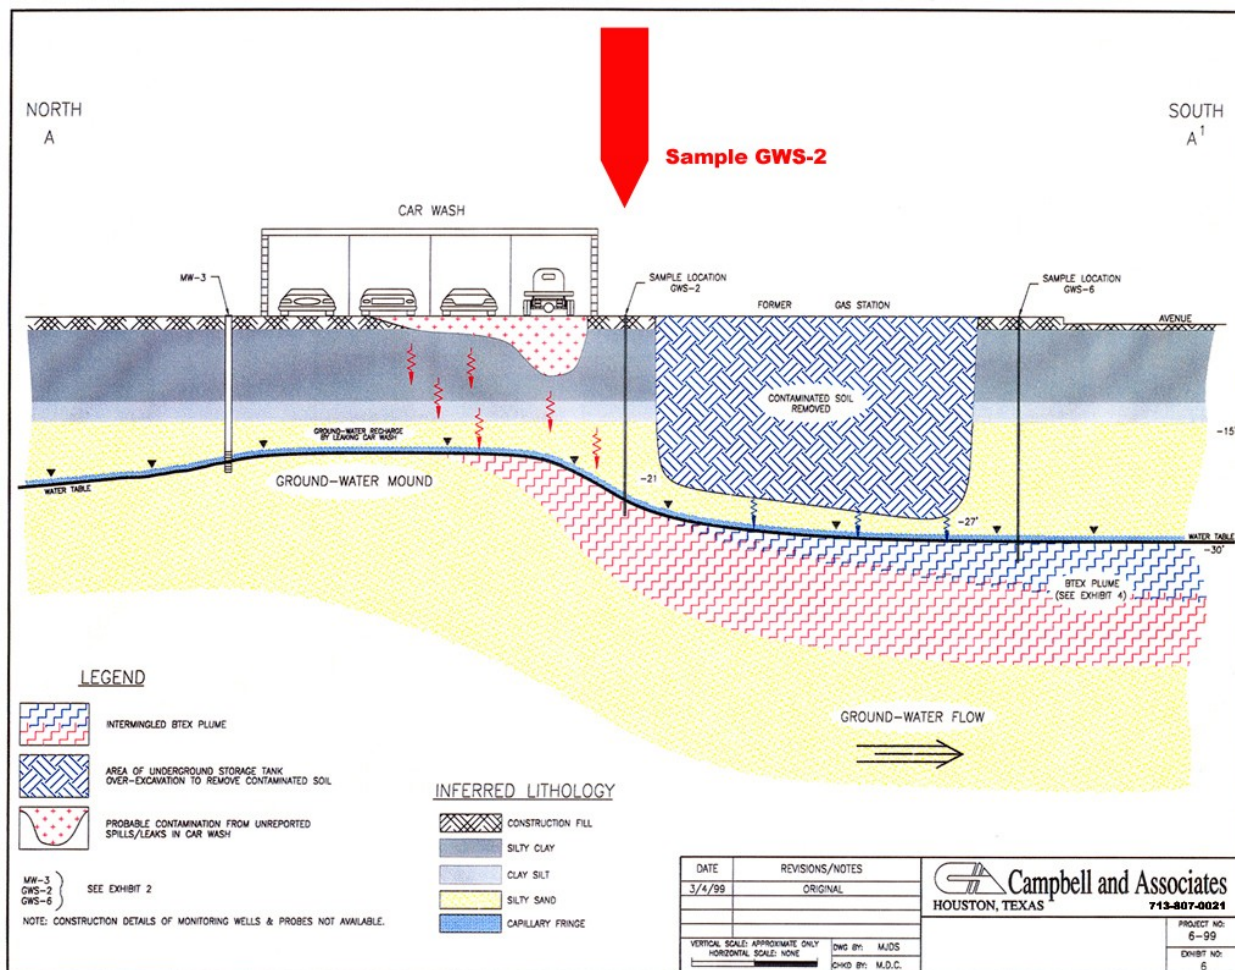 NORTH
A
SOUTH
A1
Sample GWS-2
CAR WASH
MW-3
SAMPLE LOCATION
GWS-2
SAMPLE LOCATION
GWS-6
FORMER GAS STATION
AVENUE
CONTAMINATED SOIL
REMOVED
-15'
GROUND-WATER RECHARGE
BY LEAKING CAR WASH
WATER TABLE
GROUND-WATER MOUND
-21
-27'
WATER TABLE
-30'
BTEX PLUME
(SEE EXHIBIT 4)
GROUND-WATER FLOW
LEGEND
INTERMINGLED BTEX PLUME
AREA OF UNDERGROUND STORAGE TANK
OVER-EXCAVATION TO REMOVE CONTAMINATED SOIL
PROBABLE CONTAMINATION FROM UNREPORTED
SPILLS/LEAKS IN CAR WASH
MW-3
GWS-2
GWS-6
SEE EXHIBIT 2
NOTE: CONSTRUCTION DETAILS OF MONITORING WELLS & PROBES NOT AVAILABLE.
INFERRED LITHOLOGY
CONSTRUCTION FILL
SILTY CLAY
CLAY SILT
SILTY SAND
CAPILLARY FRINGE
DATE REVISIONS/NOTES
3/4/99 ORIGINAL
VERTICAL SCALE: APPROXIMATE ONLY
HORIZONTAL SCALE: NONE
DWG BY: MJDS
CHKD BY: M.D.C.
Campbell and Associates
HOUSTON, TEXAS 713-807-0021
PROJECT NO:
6-99
EXHIBIT NO:
6